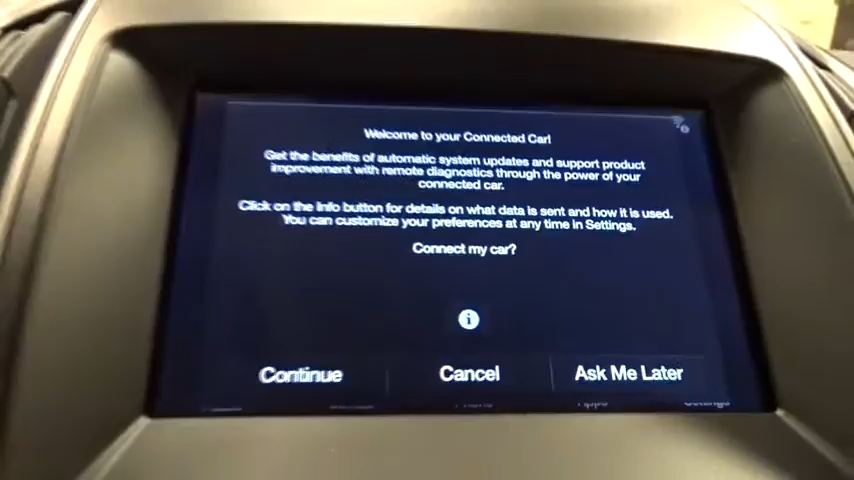 Welcome to your Connected Car!
Get the benefits of automatic system updates and support product
improvement with remote diagnostics through the power of your
connected car.
Click on the Info button for details on what data is sent and how it is used.
You can customize your preferences at any time in Settings.
Connect my car?
Continue
Cancel
Ask Me Later
Phone
Apps
Settings